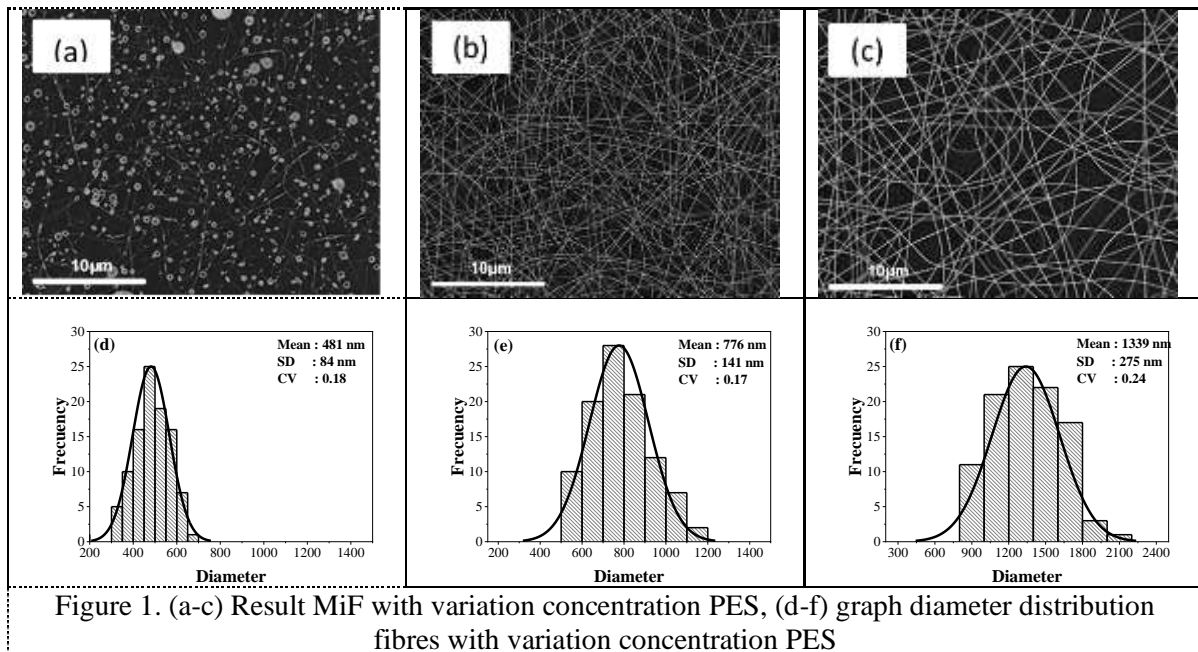 (a)
10µm
(b)
10µm
(c)
10µm
(d)
Mean : 481 nm
SD : 84 nm
CV : 0.18
Frecuency
30
25
20
15
10
5
0
200 400 600 800 1000 1200 1400
Diameter
(e)
Mean : 776 nm
SD : 141 nm
CV : 0.17
Frecuency
30
25
20
15
10
5
0
200 400 600 800 1000 1200 1400
Diameter
(f)
Mean : 1339 nm
SD : 275 nm
CV : 0.24
Frecuency
30
25
20
15
10
5
0
300 600 900 1200 1500 1800 2100 2400
Diameter
Figure 1. (a-c) Result MiF with variation concentration PES, (d-f) graph diameter distribution
fibres with variation concentration PES